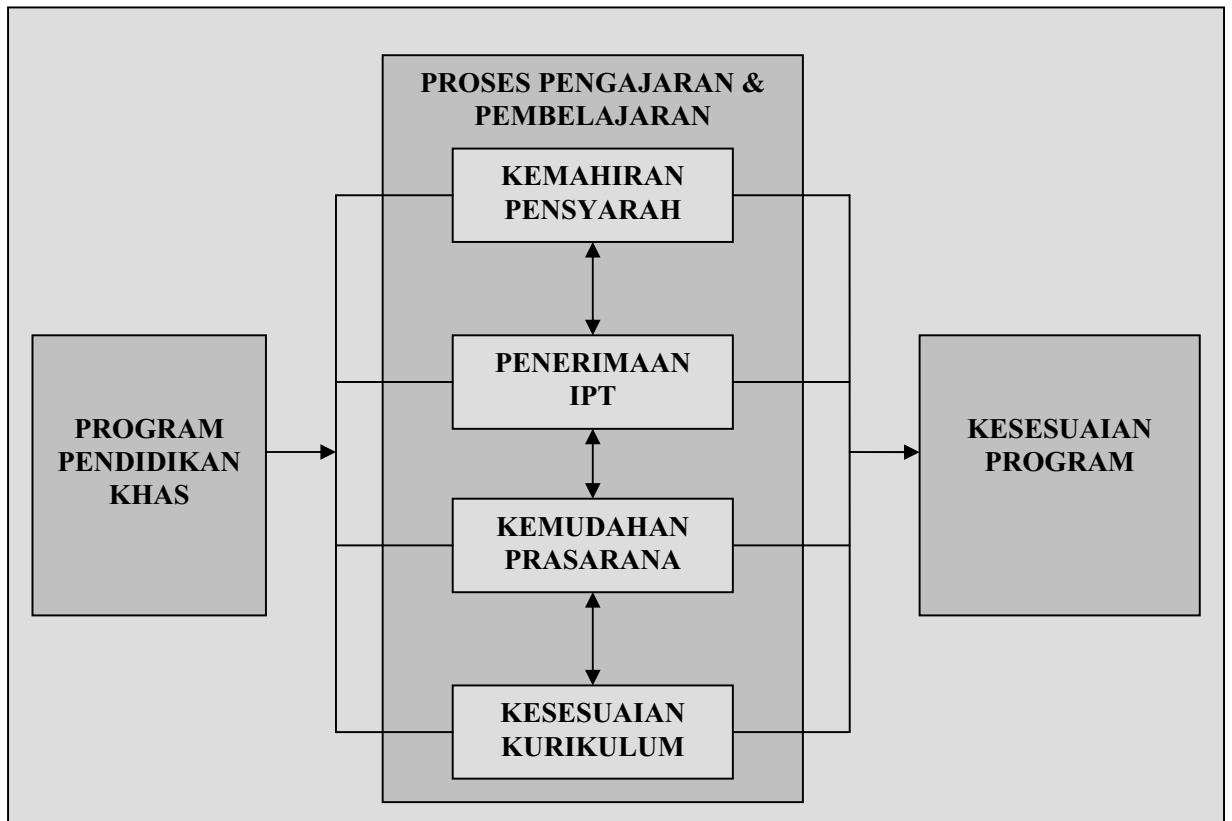 PROSES PENGAJARAN &
PEMBELAJARAN
KEMAHIRAN
PENSYARAH
PENERIMAAN
IPT
KEMUDAHAN
PRASARANA
KESESUAIAN
KURIKULUM
PROGRAM
PENDIDIKAN
KHAS
KESESUAIAN
PROGRAM